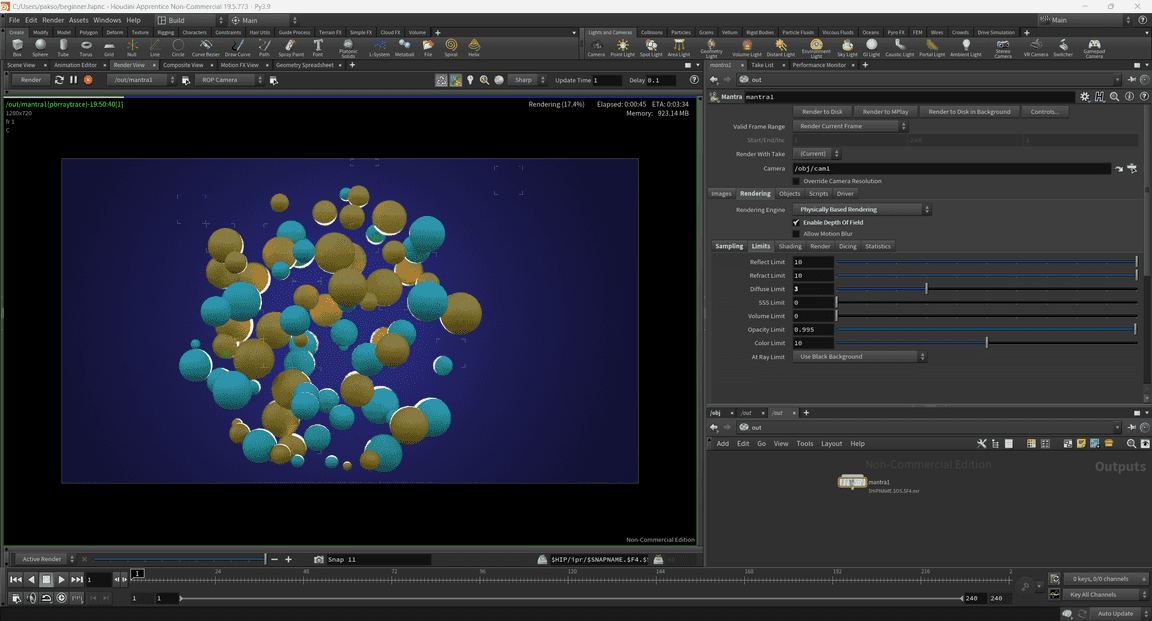 C:/Users/pakso/beginner.hipnc - Houdini Apprentice Non-Commercial 19.5.773 - Py3.9
File Edit Render Assets Windows Help Build Main Main
Create Modify Model Polygon Deform Texture Rigging Characters Constraints Hair Utils Guide Process Terrain FX Simple FX Cloud FX Volume
Lights and Cameras Collisions Particles Grains Vellum Rigid Bodies Particle Fluids Viscous Fluids Oceans Pyro FX FEM Wires Crowds Drive Simulation
Box Sphere Tube Torus Grid Null Line Circle Curve Bezier Draw Curve Path Spray Paint Font Platonic Solids L-System Metaball File Spiral Helix
Camera Point Light Spot Light Area Light Geometry Light Volume Light Distant Light Environment Light Sky Light GI Light Caustic Light Portal Light Ambient Light Stereo Camera VR Camera Switcher Gamepad Camera
Scene View Animation Editor Render View Composite View Motion FX View Geometry Spreadsheet
mantra1 Take List Performance Monitor
Render /out/mantra1 ROP Camera Sharp Update Time 1 Delay 0.1
out
/out/mantra1(pbrraytrace)-19:50:40[1]
1280x720
fr 1
C
Rendering (17.4%) Elapsed: 0:00:45 ETA: 0:03:34
Memory: 923.14 MB
Non-Commercial Edition
Active Render Snap 11 $HIP/ipr/$SNAPNAME.$F4.$
Mantra mantra1
Render to Disk Render to MPlay Render to Disk in Background Controls...
Valid Frame Range Render Current Frame
Start/End/Inc 1 240 1
Render With Take (Current)
Camera /obj/cam1
Override Camera Resolution
Images Rendering Objects Scripts Driver
Rendering Engine Physically Based Rendering
Enable Depth Of Field
Allow Motion Blur
Sampling Limits Shading Render Dicing Statistics
Reflect Limit 10
Refract Limit 10
Diffuse Limit 3
SSS Limit 0
Volume Limit 0
Opacity Limit 0.995
Color Limit 10
At Ray Limit Use Black Background
/obj /out /out
out
Add Edit Go View Tools Layout Help
Non-Commercial Edition
Outputs
mantra1
$HIPNAME.$OS.$F4.exr
1 1 24 48 72 96 120 144 168 192 216 2
1 1 240 240
0 keys, 0/0 channels
Key All Channels
Auto Update